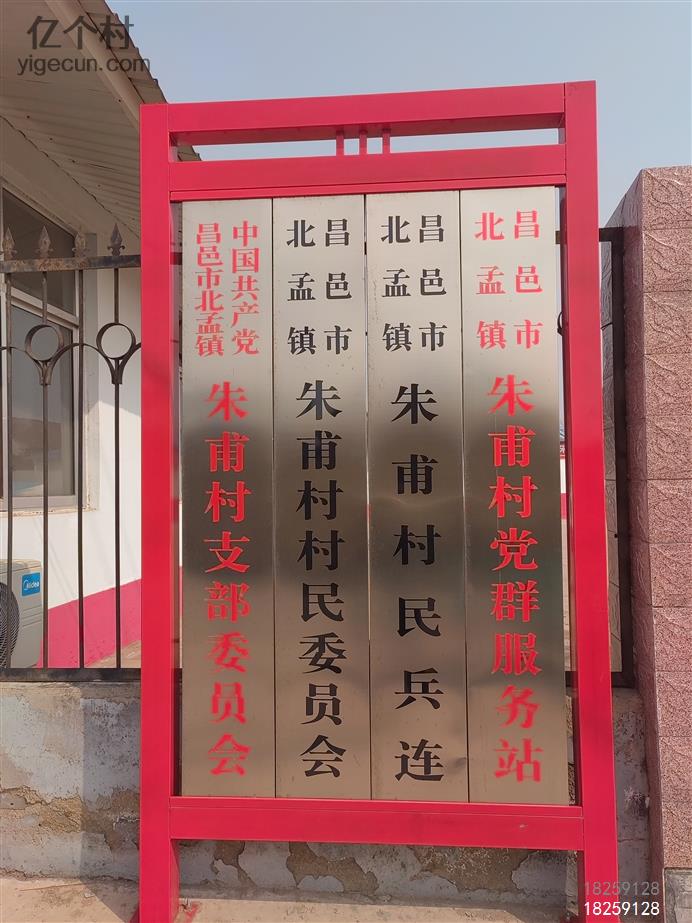 亿个村
yigecun.com
中国共产党
昌邑市北孟镇
朱甫村支部委员会
昌邑市
北孟镇
朱甫村村民委员会
昌邑市
北孟镇
朱甫村民兵连
昌邑市
北孟镇
朱甫村党群服务站
Midea
18259128
18259128